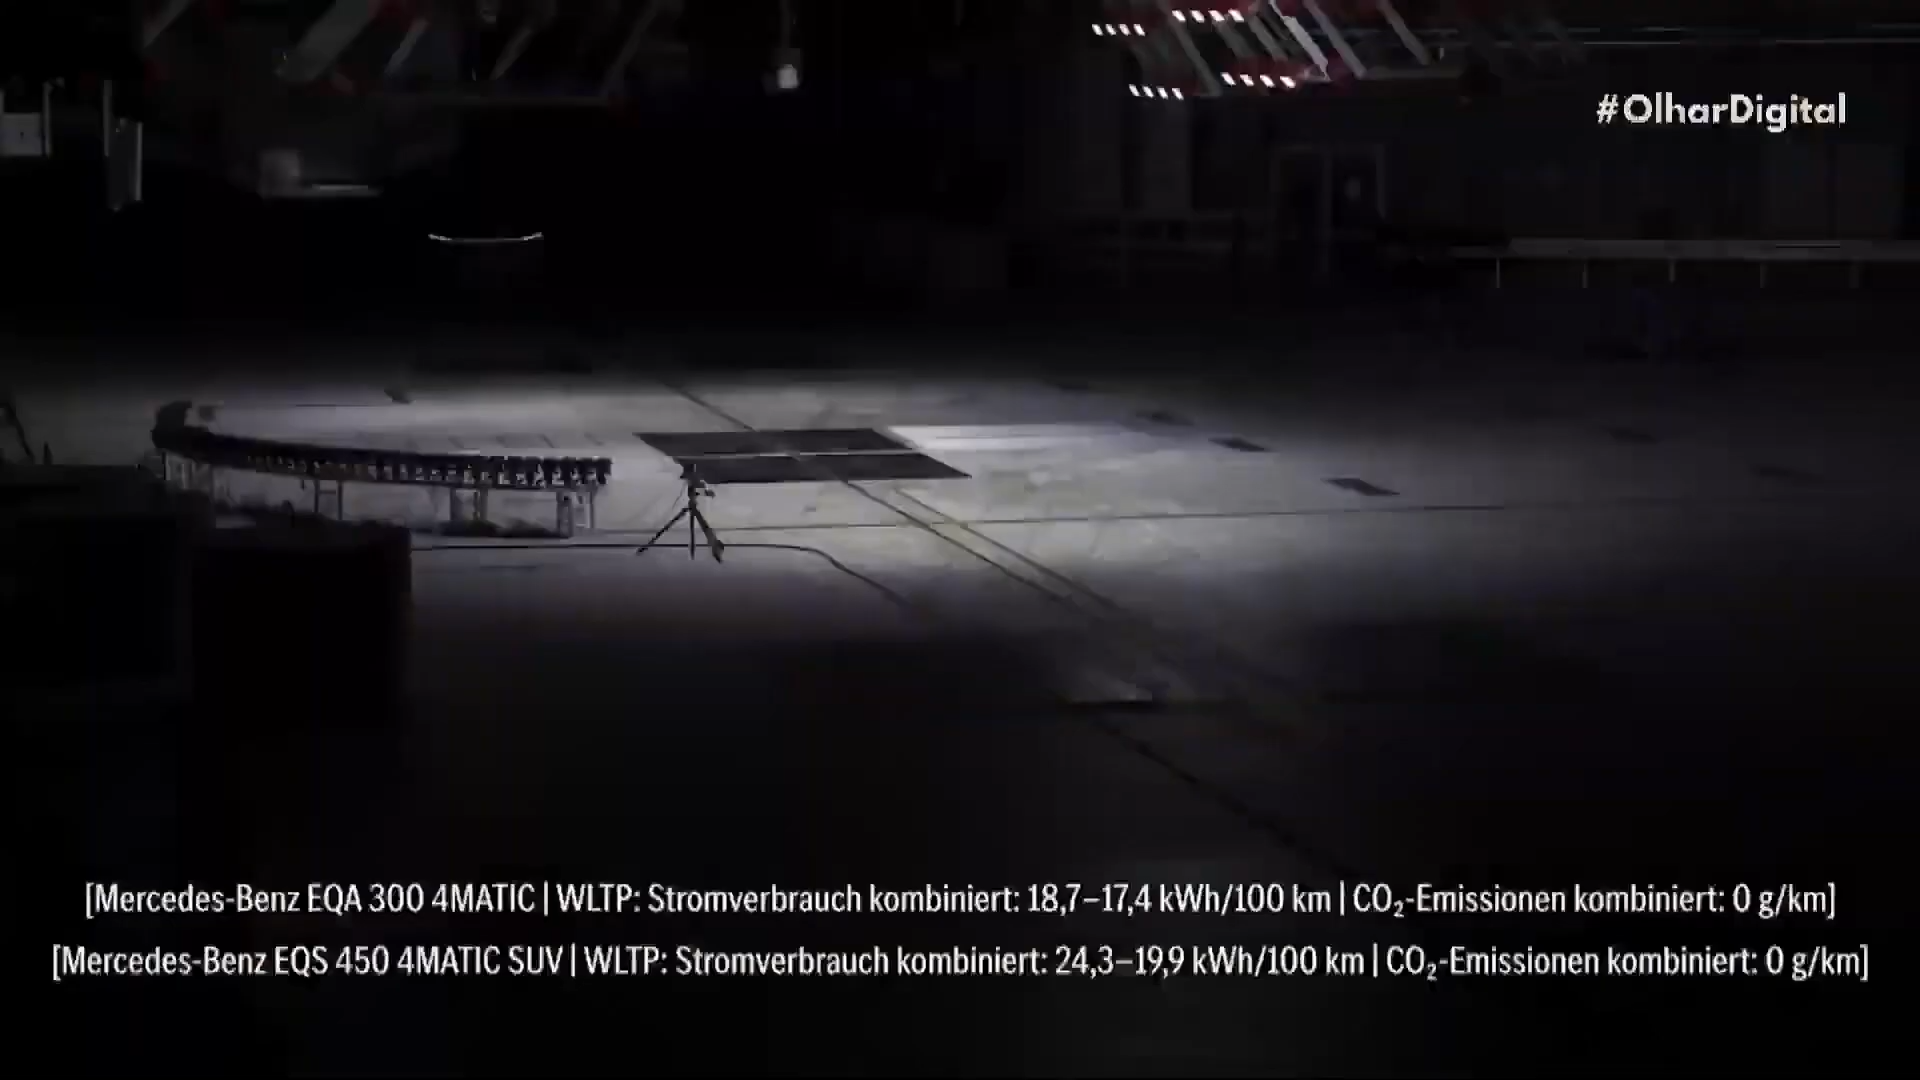 #OlharDigital
[Mercedes-Benz EQA 300 4MATIC | WLTP: Stromverbrauch kombiniert: 18,7–17,4 kWh/100 km | CO₂-Emissionen kombiniert: 0 g/km]
[Mercedes-Benz EQS 450 4MATIC SUV | WLTP: Stromverbrauch kombiniert: 24,3–19,9 kWh/100 km | CO₂-Emissionen kombiniert: 0 g/km]